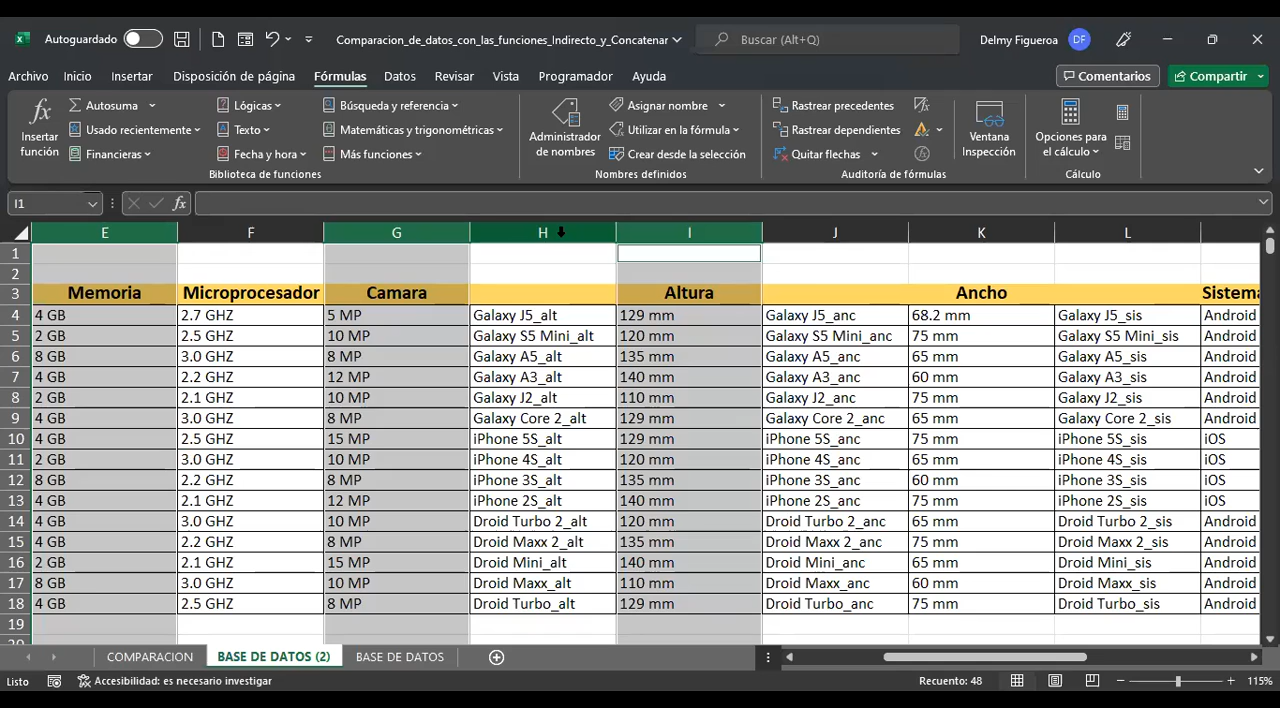 Autoguardado
Comparacion_de_datos_con_las_funciones_Indirecto_y_Concatenar
Buscar (Alt+Q)
Delmy Figueroa DF
Archivo Inicio Insertar Disposición de página Fórmulas Datos Revisar Vista Programador Ayuda Comentarios Compartir
Insertar función
Autosuma Lógicas Búsqueda y referencia
Usado recientemente Texto Matemáticas y trigonométricas
Financieras Fecha y hora Más funciones
Biblioteca de funciones
Administrador de nombres
Asignar nombre
Utilizar en la fórmula
Crear desde la selección
Nombres definidos
Rastrear precedentes
Rastrear dependientes
Quitar flechas
Auditoría de fórmulas
Ventana Inspección
Opciones para el cálculo
Cálculo
I1 fx
E F G H I J K L
1
2
3 Memoria Microprocesador Camara Altura Ancho Sistema
4 4 GB 2.7 GHZ 5 MP Galaxy J5_alt 129 mm Galaxy J5_anc 68.2 mm Galaxy J5_sis Android
5 2 GB 2.5 GHZ 10 MP Galaxy S5 Mini_alt 120 mm Galaxy S5 Mini_anc 75 mm Galaxy S5 Mini_sis Android
6 8 GB 3.0 GHZ 8 MP Galaxy A5_alt 135 mm Galaxy A5_anc 65 mm Galaxy A5_sis Android
7 4 GB 2.2 GHZ 12 MP Galaxy A3_alt 140 mm Galaxy A3_anc 60 mm Galaxy A3_sis Android
8 2 GB 2.1 GHZ 10 MP Galaxy J2_alt 110 mm Galaxy J2_anc 75 mm Galaxy J2_sis Android
9 4 GB 3.0 GHZ 8 MP Galaxy Core 2_alt 129 mm Galaxy Core 2_anc 65 mm Galaxy Core 2_sis Android
10 4 GB 2.5 GHZ 15 MP iPhone 5S_alt 129 mm iPhone 5S_anc 75 mm iPhone 5S_sis iOS
11 2 GB 3.0 GHZ 10 MP iPhone 4S_alt 120 mm iPhone 4S_anc 65 mm iPhone 4S_sis iOS
12 8 GB 2.2 GHZ 8 MP iPhone 3S_alt 135 mm iPhone 3S_anc 60 mm iPhone 3S_sis iOS
13 4 GB 2.1 GHZ 12 MP iPhone 2S_alt 140 mm iPhone 2S_anc 75 mm iPhone 2S_sis iOS
14 4 GB 3.0 GHZ 10 MP Droid Turbo 2_alt 120 mm Droid Turbo 2_anc 65 mm Droid Turbo 2_sis Android
15 4 GB 2.2 GHZ 8 MP Droid Maxx 2_alt 135 mm Droid Maxx 2_anc 75 mm Droid Maxx 2_sis Android
16 2 GB 2.1 GHZ 15 MP Droid Mini_alt 140 mm Droid Mini_anc 65 mm Droid Mini_sis Android
17 8 GB 3.0 GHZ 10 MP Droid Maxx_alt 110 mm Droid Maxx_anc 60 mm Droid Maxx_sis Android
18 4 GB 2.5 GHZ 8 MP Droid Turbo_alt 129 mm Droid Turbo_anc 75 mm Droid Turbo_sis Android
19
20
COMPARACION BASE DE DATOS (2) BASE DE DATOS
Listo Accesibilidad: es necesario investigar Recuento: 48 115%